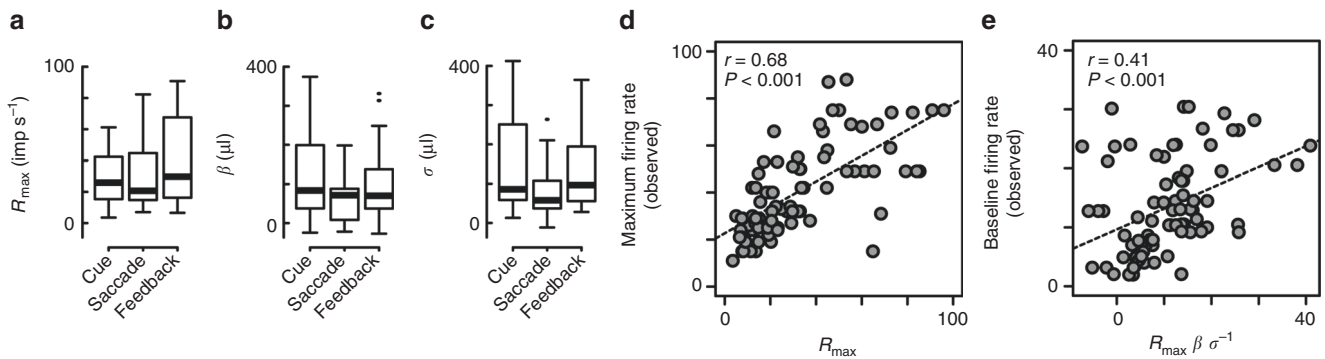 a
R_max (imp s⁻¹)
100
0
Cue
Saccade
Feedback
b
β (μl)
400
0
Cue
Saccade
Feedback
c
σ (μl)
400
0
Cue
Saccade
Feedback
d
Maximum firing rate
(observed)
100
0
r = 0.68
P < 0.001
0
100
R_max
e
Baseline firing rate
(observed)
40
0
r = 0.41
P < 0.001
0
40
R_max β σ⁻¹